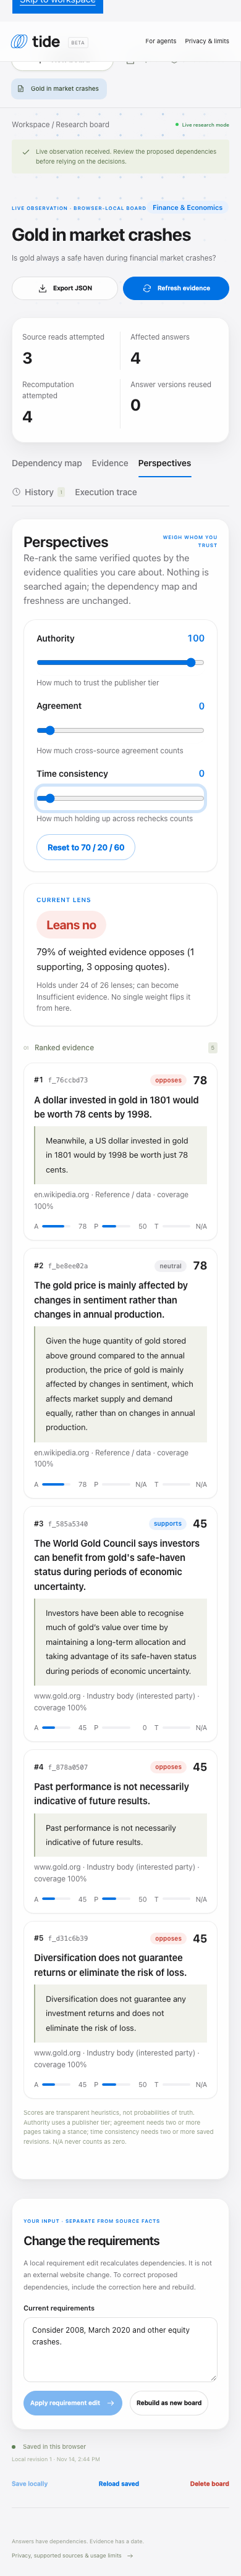 Skip to workspace
tide
BETA
For agents
Privacy & limits
Gold in market crashes
Workspace / Research board
Live research mode
Live observation received. Review the proposed dependencies
before relying on the decisions.
LIVE OBSERVATION · BROWSER-LOCAL BOARD
Finance & Economics
Gold in market crashes
Is gold always a safe haven during financial market crashes?
Export JSON
Refresh evidence
Source reads attempted
3
Affected answers
4
Recomputation
attempted
4
Answer versions reused
0
Dependency map
Evidence
Perspectives
History
Execution trace
Perspectives
WEIGH WHOM YOU
TRUST
Re-rank the same verified quotes by the
evidence qualities you care about. Nothing is
searched again; the dependency map and
freshness are unchanged.
Authority
100
How much to trust the publisher tier
Agreement
0
How much cross-source agreement counts
Time consistency
0
How much holding up across rechecks counts
Reset to 70 / 20 / 60
CURRENT LENS
Leans no
79% of weighted evidence opposes (1
supporting, 3 opposing quotes).
Holds under 24 of 26 lenses; can become
Insufficient evidence. No single weight flips it
from here.
Ranked evidence
5
#1 f_76ccbd73
opposes
78
A dollar invested in gold in 1801 would
be worth 78 cents by 1998.
Meanwhile, a US dollar invested in gold
in 1801 would by 1998 be worth just 78
cents.
en.wikipedia.org · Reference / data · coverage
100%
A 78 P 50 T N/A
#2 f_be8ee02a
neutral
78
The gold price is mainly affected by
changes in sentiment rather than
changes in annual production.
Given the huge quantity of gold stored
above ground compared to the annual
production, the price of gold is mainly
affected by changes in sentiment, which
affects market supply and demand
equally, rather than on changes in annual
production.
en.wikipedia.org · Reference / data · coverage
100%
A 78 P N/A T N/A
#3 f_585a5340
supports
45
The World Gold Council says investors
can benefit from gold's safe-haven
status during periods of economic
uncertainty.
Investors have been able to recognise
much of gold's value over time by
maintaining a long-term allocation and
taking advantage of its safe-haven status
during periods of economic uncertainty.
www.gold.org · Industry body (interested party) ·
coverage 100%
A 45 P 0 T N/A
#4 f_878a0507
opposes
45
Past performance is not necessarily
indicative of future results.
Past performance is not necessarily
indicative of future results.
www.gold.org · Industry body (interested party) ·
coverage 100%
A 45 P 50 T N/A
#5 f_d31c6b39
opposes
45
Diversification does not guarantee
returns or eliminate the risk of loss.
Diversification does not guarantee any
investment returns and does not
eliminate the risk of loss.
www.gold.org · Industry body (interested party) ·
coverage 100%
A 45 P 50 T N/A
Scores are transparent heuristics, not probabilities of truth.
Authority uses a publisher tier; agreement needs two or more
pages taking a stance; time consistency needs two or more saved
revisions. N/A never counts as zero.
YOUR INPUT · SEPARATE FROM SOURCE FACTS
Change the requirements
A local requirement edit recalculates dependencies. It is not
an external website change. To correct proposed
dependencies, include the correction here and rebuild.
Current requirements
Consider 2008, March 2020 and other equity
crashes.
Apply requirement edit →
Rebuild as new board
Saved in this browser
Local revision 1 · Nov 14, 2:44 PM
Save locally
Reload saved
Delete board
Answers have dependencies. Evidence has a date.
Privacy, supported sources & usage limits →